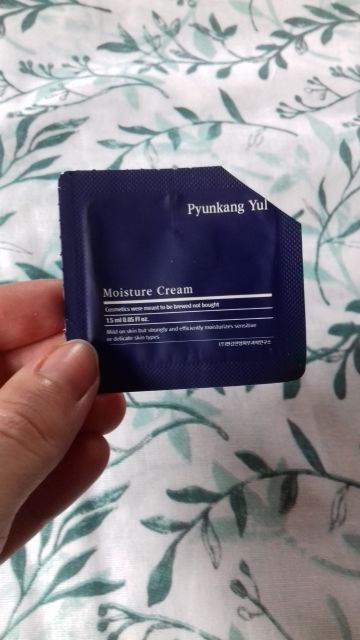 Pyunkang Yul
Moisture Cream
Cosmetics were meant to be brewed not bought
1.5 ml 0.05 fl oz.
Mild on skin but strongly and efficiently moisturizes sensitive
or delicate skin types